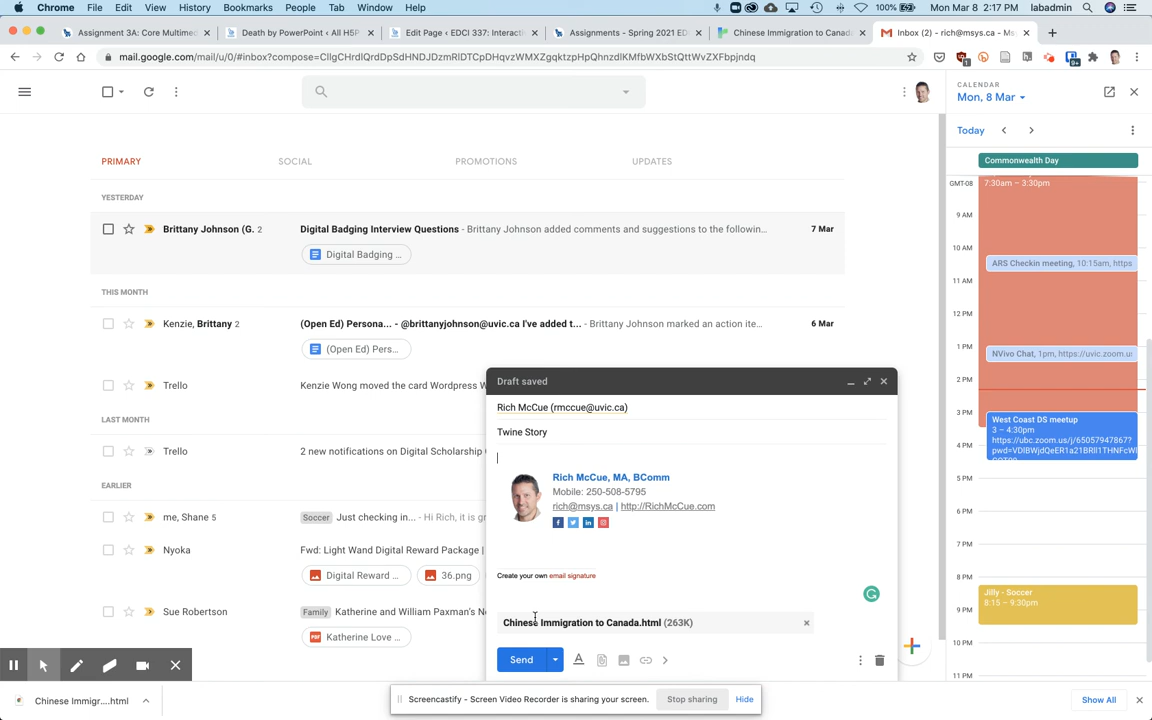 Chrome File Edit View History Bookmarks People Tab Window Help 100% Mon Mar 8 2:17 PM labadmin
Assignment 3A: Core Multimed Death by PowerPoint < All H5P Edit Page < EDCI 337: Interacti Assignments - Spring 2021 ED Chinese Immigration to Canada Inbox (2) - rich@msys.ca - Ms
CALENDAR
Mon, 8 Mar
Today
Commonwealth Day
GMT-08 7:30am – 3:30pm
9 AM
10 AM
ARS Checkin meeting, 10:15am, https
11 AM
12 PM
1 PM
NVivo Chat, 1pm, https://uvic.zoom.us
2 PM
3 PM
West Coast DS meetup
3 – 4:30pm
https://ubc.zoom.us/j/65057947867?
4 PM
5 PM
6 PM
7 PM
8 PM
Jilly - Soccer
8:15 – 9:30pm
9 PM
10 PM
11 PM
PRIMARY SOCIAL PROMOTIONS UPDATES
YESTERDAY
Brittany Johnson (G. 2 Digital Badging Interview Questions - Brittany Johnson added comments and suggestions to the followin... 7 Mar
Digital Badging ...
THIS MONTH
Kenzie, Brittany 2 (Open Ed) Persona... - @brittanyjohnson@uvic.ca I've added t... - Brittany Johnson marked an action ite... 6 Mar
(Open Ed) Pers...
Trello Kenzie Wong moved the card Wordpress W
LAST MONTH
Trello 2 new notifications on Digital Scholarship
EARLIER
me, Shane 5 Soccer Just checking in... - Hi Rich, it is gr
Nyoka Fwd: Light Wand Digital Reward Package |
Digital Reward ... 36.png
Sue Robertson Family Katherine and William Paxman's Ne
Katherine Love ...
Draft saved
Rich McCue (rmccue@uvic.ca)
Twine Story
Rich McCue, MA, BComm
Mobile: 250-508-5795
rich@msys.ca | http://RichMcCue.com
Create your own email signature
Chinese Immigration to Canada.html (263K)
Send
Chinese Immigr....html
Screencastify - Screen Video Recorder is sharing your screen. Stop sharing Hide
Show All